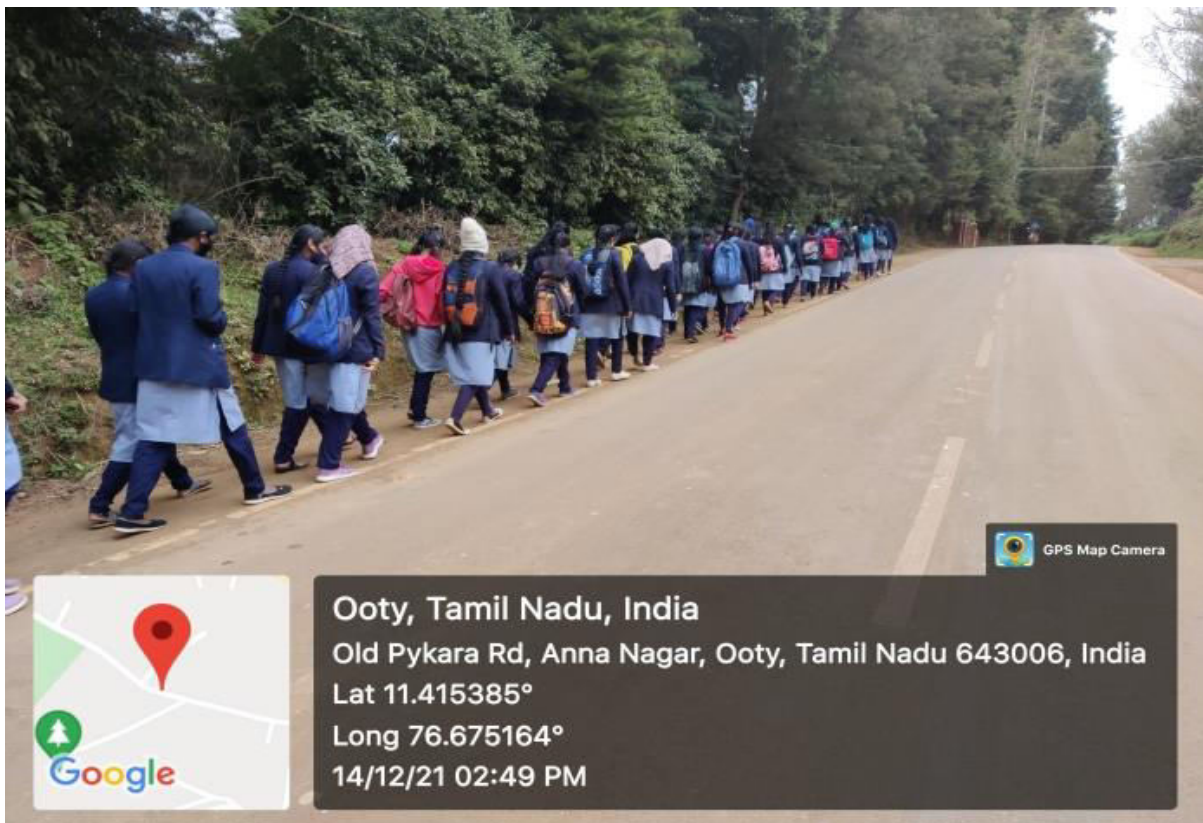 GPS Map Camera
Ooty, Tamil Nadu, India
Old Pykara Rd, Anna Nagar, Ooty, Tamil Nadu 643006, India
Lat 11.415385°
Long 76.675164°
14/12/21 02:49 PM
Google